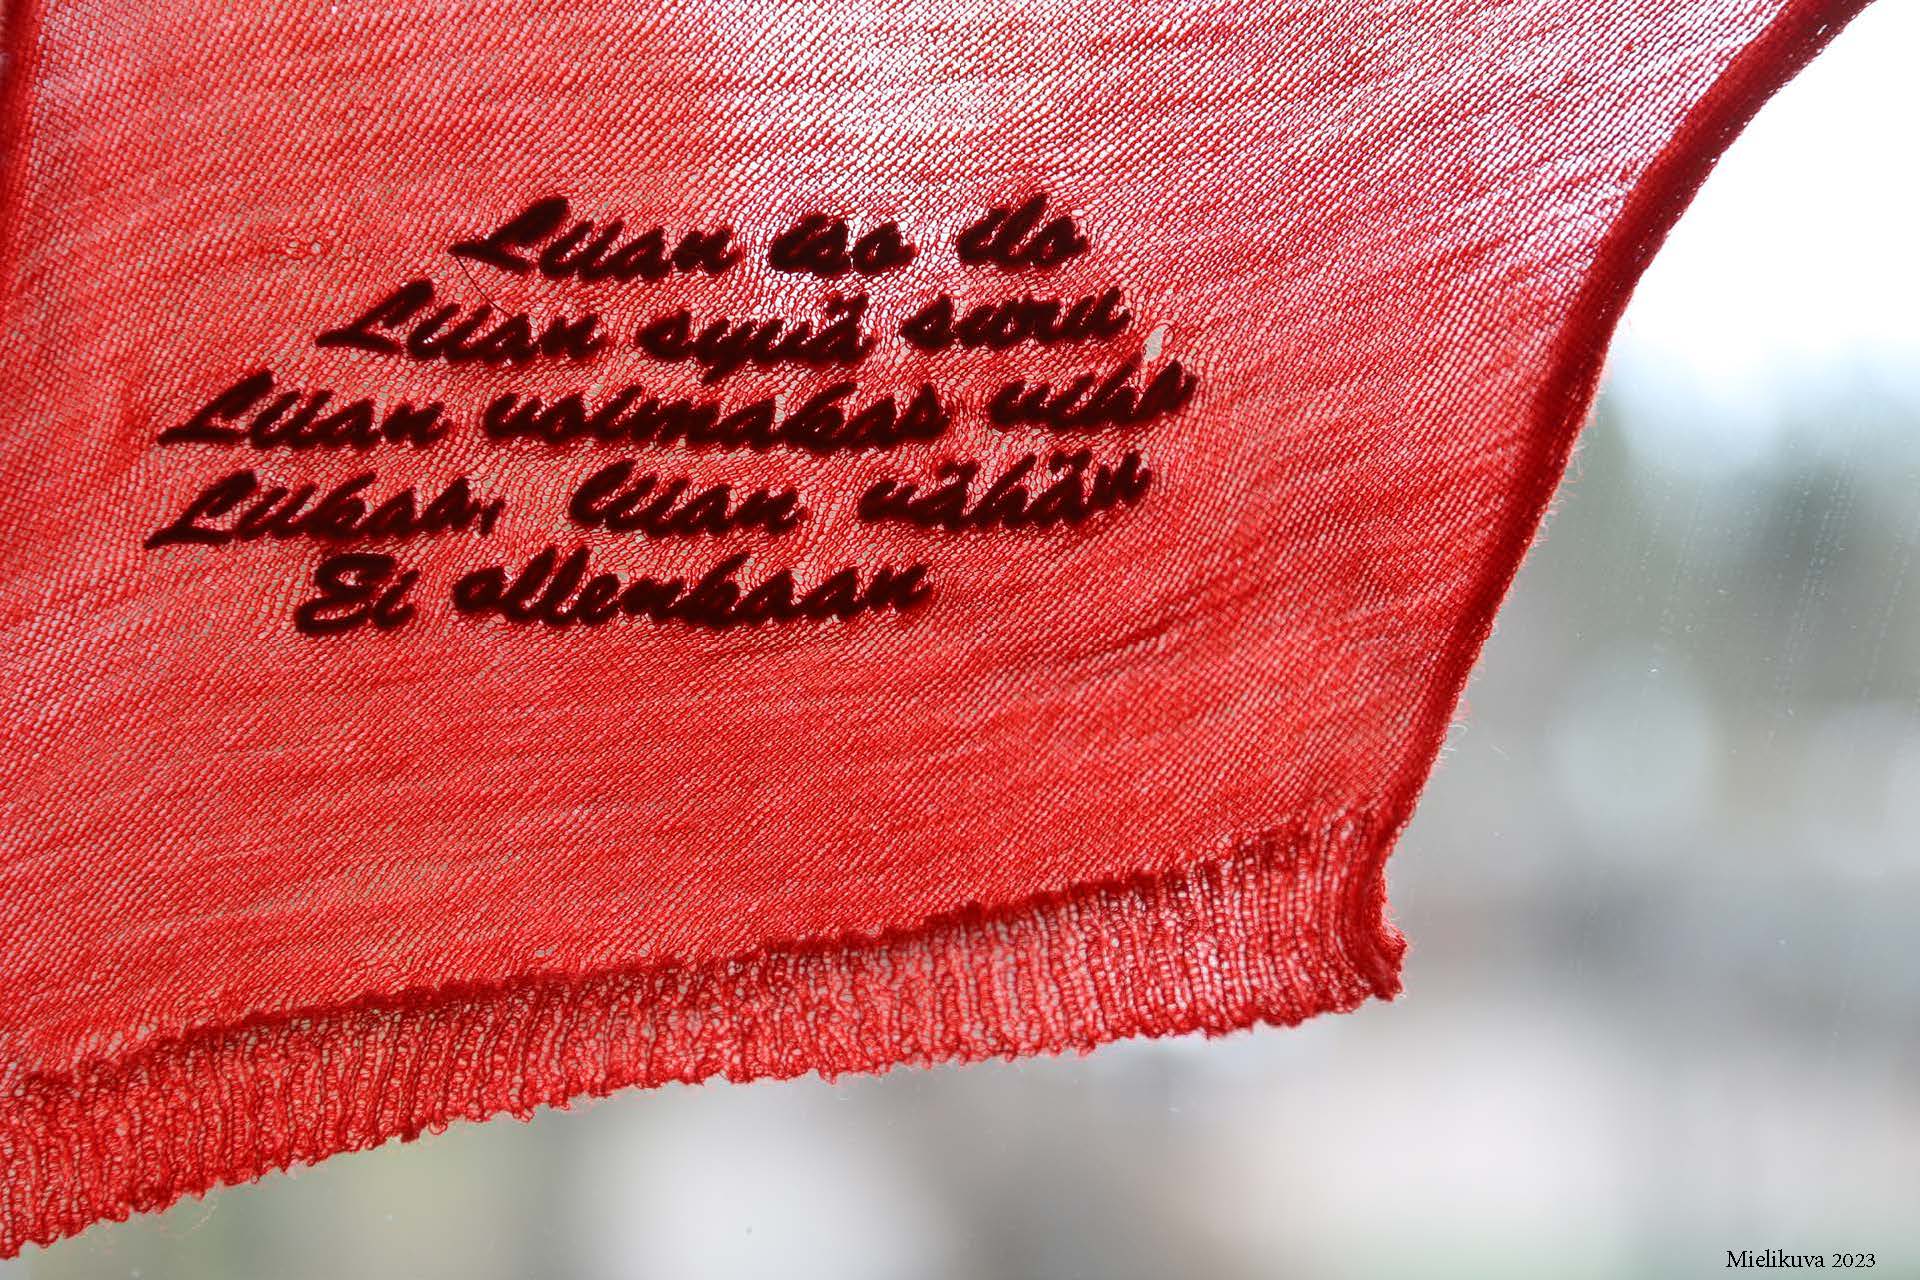 Liian iso ilo
Liian syvä suru
Liian voimakas viha
Liikaa, liian vähän
Ei ollenkaan
Mielikuva 2023